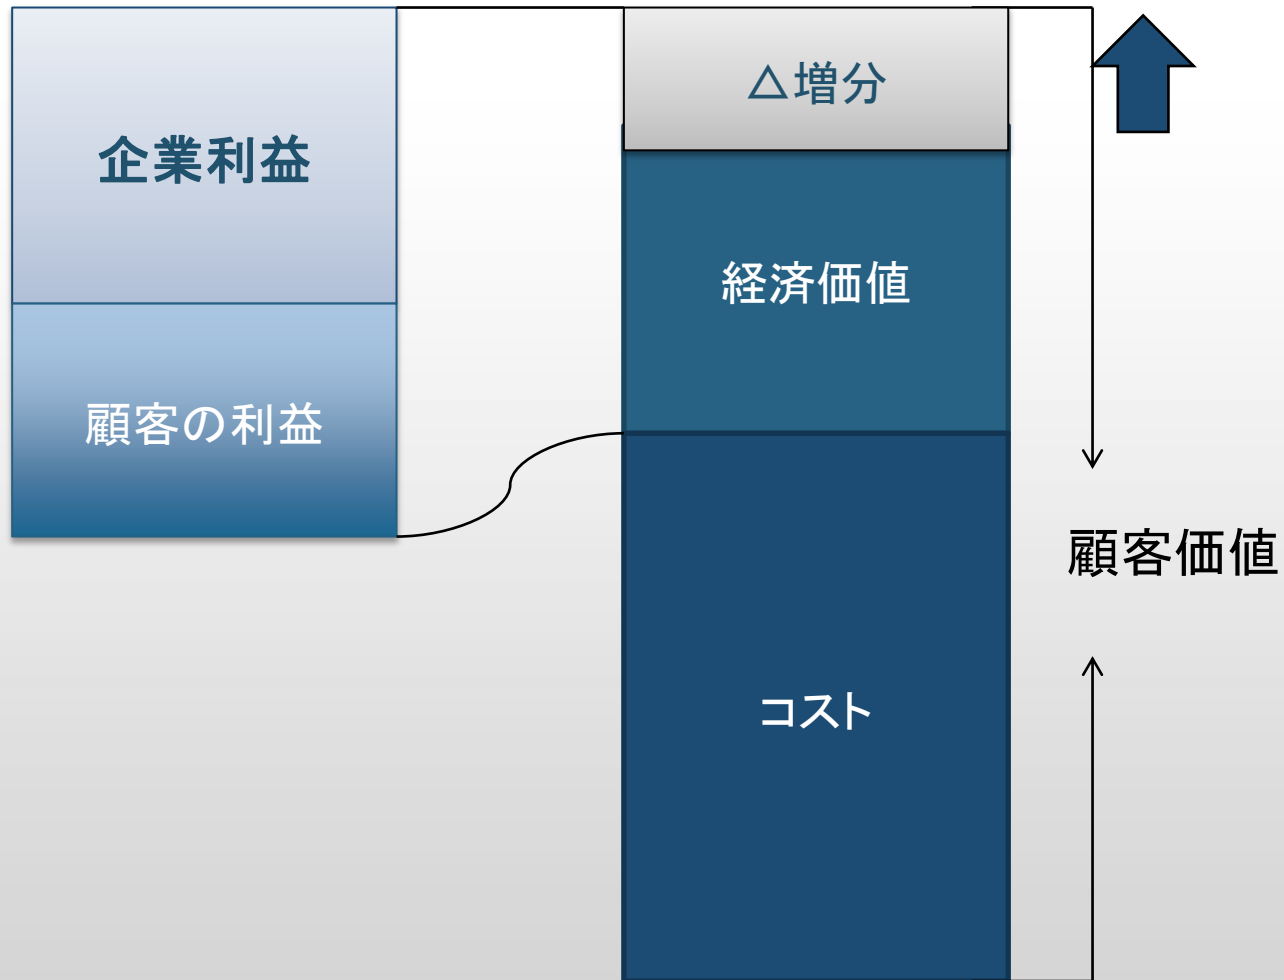 企業利益
顧客の利益
△増分
経済価値
コスト
顧客価値